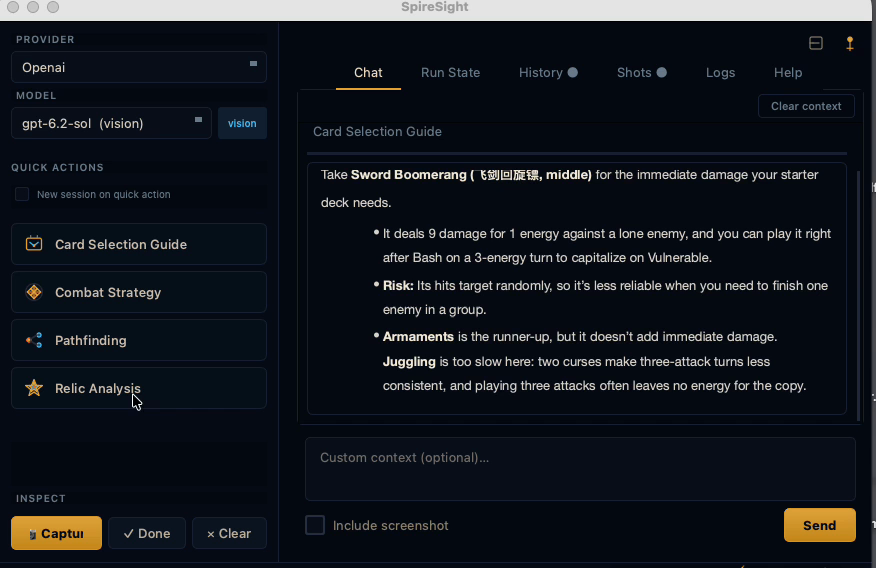 SpireSight
PROVIDER
Openai
MODEL
gpt-6.2-sol (vision)
vision
QUICK ACTIONS
New session on quick action
Card Selection Guide
Combat Strategy
Pathfinding
Relic Analysis
INSPECT
Captur
✓ Done
× Clear
Chat
Run State
History
Shots
Logs
Help
Clear context
Card Selection Guide
Take Sword Boomerang (飞剑回旋镖, middle) for the immediate damage your starter
deck needs.
• It deals 9 damage for 1 energy against a lone enemy, and you can play it right
after Bash on a 3-energy turn to capitalize on Vulnerable.
• Risk: Its hits target randomly, so it’s less reliable when you need to finish one
enemy in a group.
• Armaments is the runner-up, but it doesn’t add immediate damage.
Juggling is too slow here: two curses make three-attack turns less
consistent, and playing three attacks often leaves no energy for the copy.
Custom context (optional)...
Include screenshot
Send